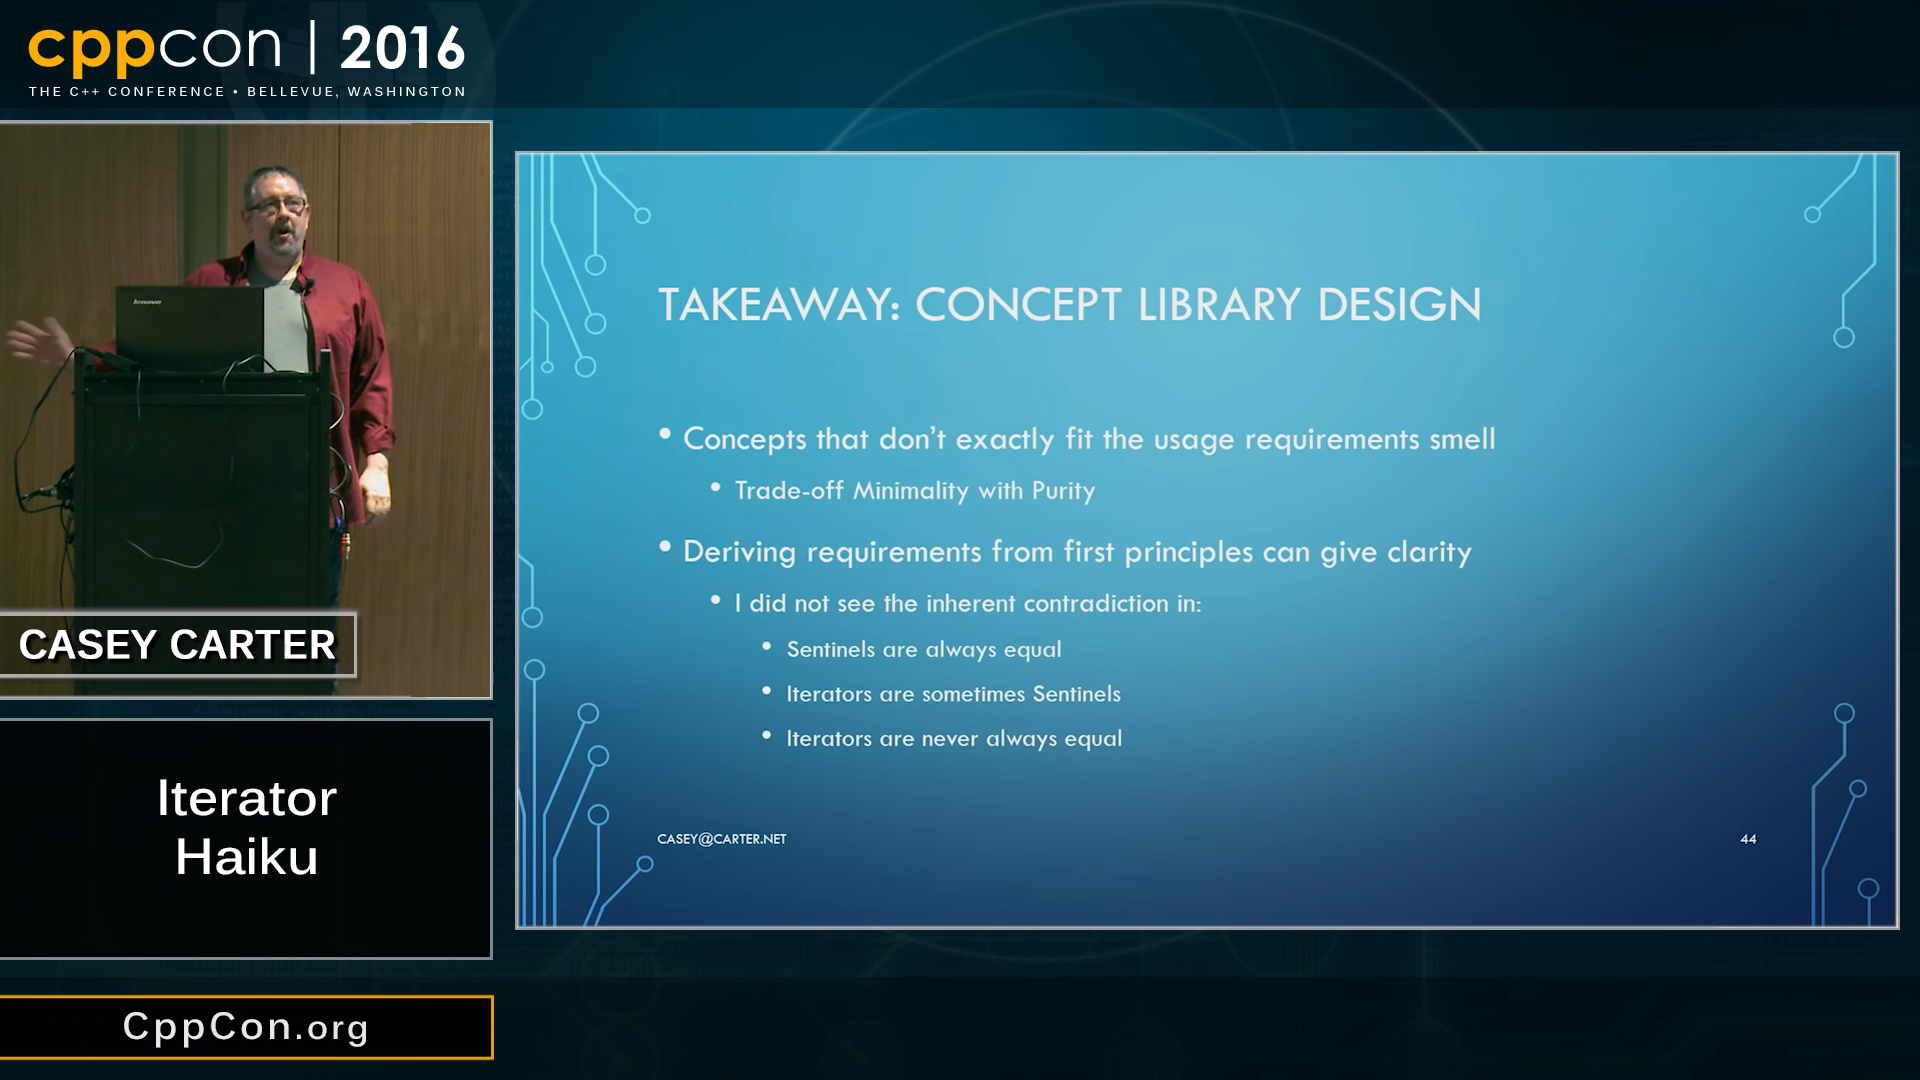 cppcon | 2016
THE C++ CONFERENCE • BELLEVUE, WASHINGTON
lenovo
CASEY CARTER
Iterator
Haiku
CppCon.org
TAKEAWAY: CONCEPT LIBRARY DESIGN
• Concepts that don’t exactly fit the usage requirements smell
• Trade-off Minimality with Purity
• Deriving requirements from first principles can give clarity
• I did not see the inherent contradiction in:
• Sentinels are always equal
• Iterators are sometimes Sentinels
• Iterators are never always equal
CASEY@CARTER.NET
44